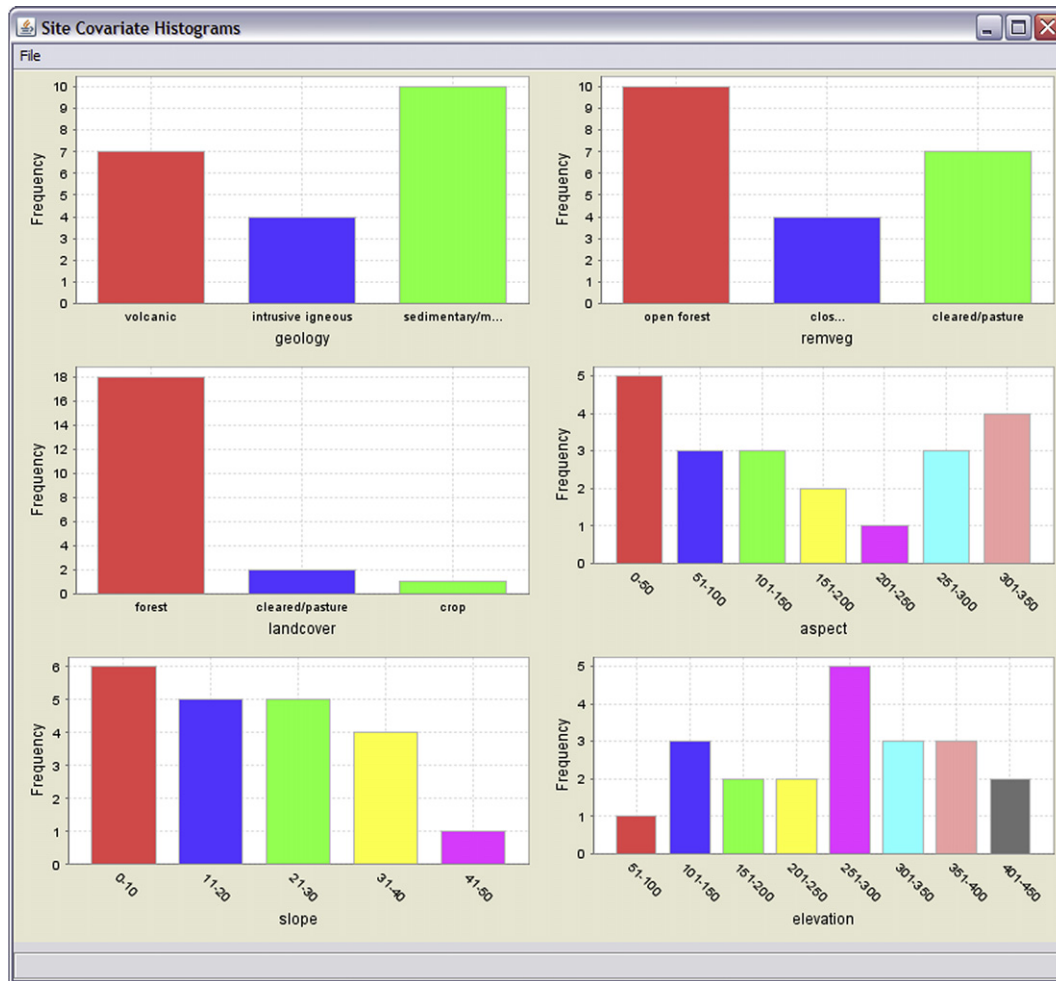 Site Covariate Histograms
File
10
9
8
7
6
5
4
3
2
1
0
Frequency
volcanic intrusive igneous sedimentary/m...
geology
10
9
8
7
6
5
4
3
2
1
0
Frequency
open forest clos... cleared/pasture
remveg
18
16
14
12
10
8
6
4
2
0
Frequency
forest cleared/pasture crop
landcover
5
4
3
2
1
0
Frequency
0-50 51-100 101-150 151-200 201-250 251-300 301-350
aspect
6
5
4
3
2
1
0
Frequency
0-10 11-20 21-30 31-40 41-50
slope
5
4
3
2
1
0
Frequency
51-100 101-150 151-200 201-250 251-300 301-350 351-400 401-450
elevation